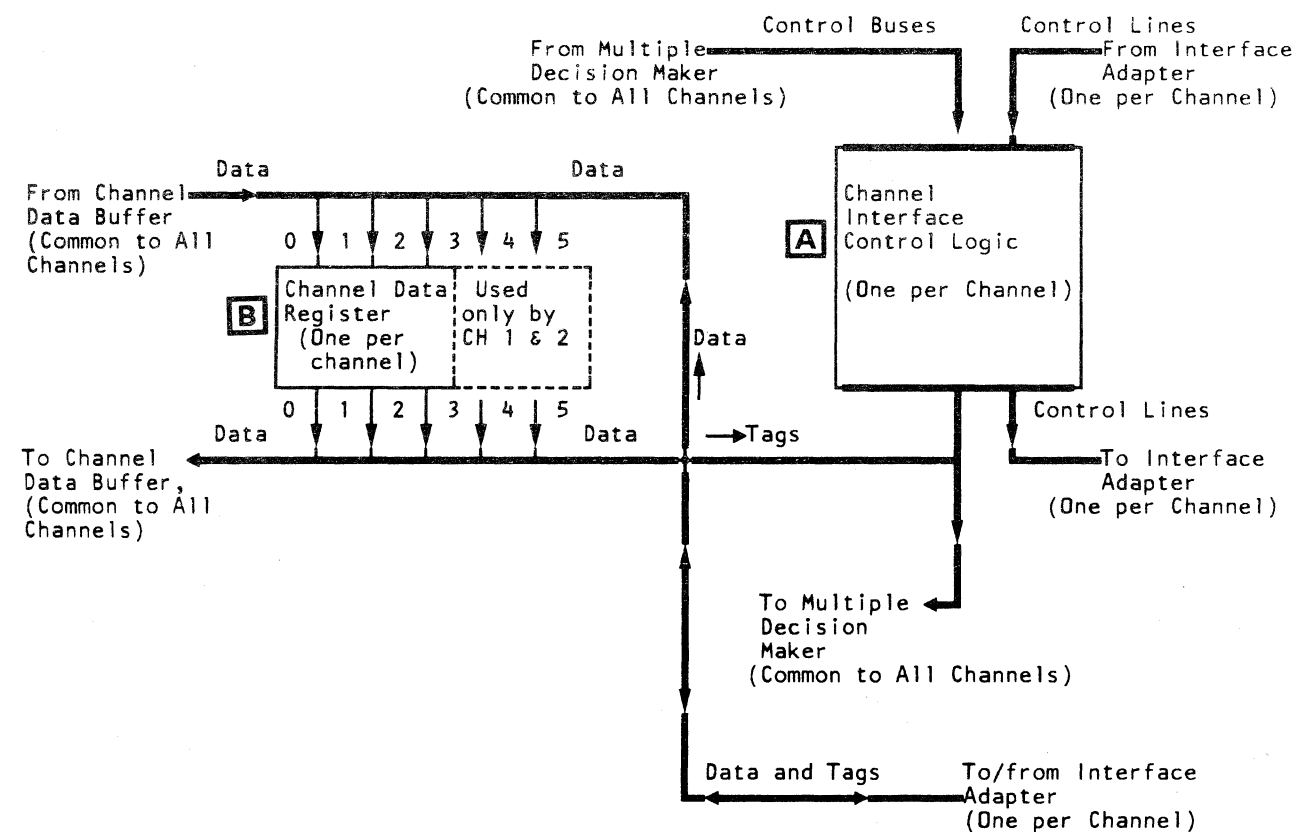 Control Buses
Control Lines
From Multiple
Decision Maker
(Common to All Channels)
From Interface
Adapter
(One per Channel)
Data
Data
From Channel
Data Buffer
(Common to All
Channels)
0 1 2 3 4 5
A
Channel
Interface
Control Logic
(One per Channel)
B
Channel Data
Register
(One per
channel)
Used
only by
CH 1 & 2
Data
0 1 2 3 4 5
Data
Data
Tags
Control Lines
To Channel
Data Buffer,
(Common to All
Channels)
To Interface
Adapter
(One per Channel)
To Multiple
Decision
Maker
(Common to All Channels)
Data and Tags
To/from Interface
Adapter
(One per Channel)